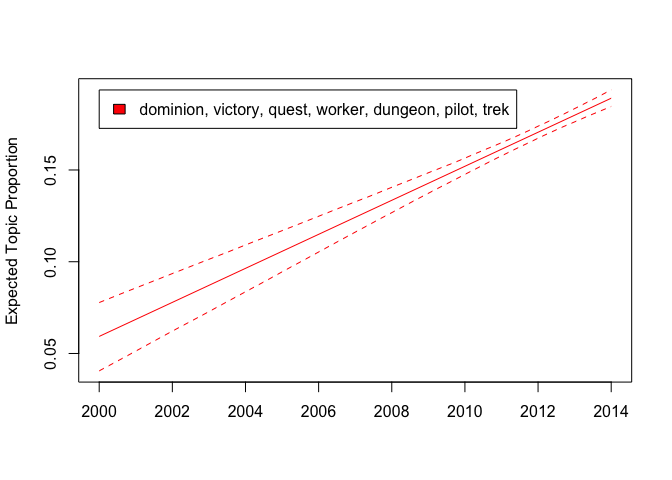 dominion, victory, quest, worker, dungeon, pilot, trek
Expected Topic Proportion
0.15
0.10
0.05
2000 2002 2004 2006 2008 2010 2012 2014